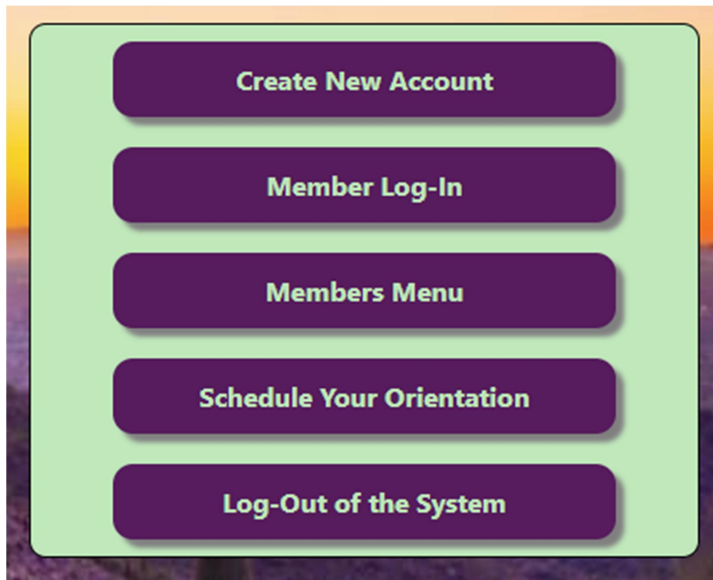 Create New Account
Member Log-In
Members Menu
Schedule Your Orientation
Log-Out of the System